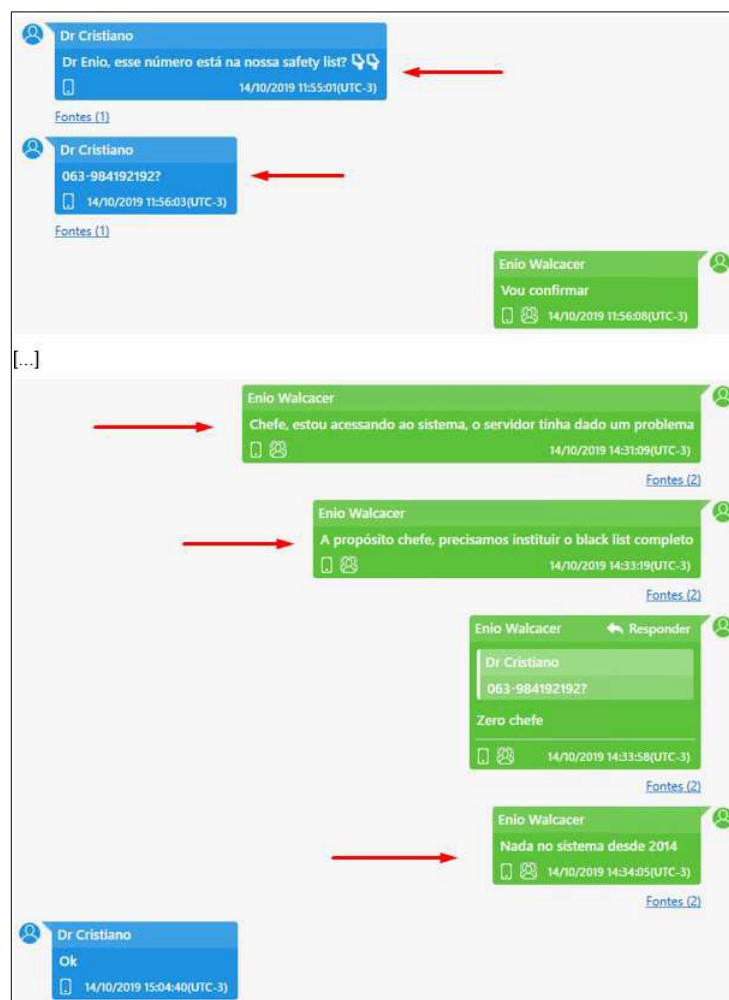 Dr Cristiano
Dr Enio, esse número está na nossa safety list? 👇👇
14/10/2019 11:55:01(UTC-3)
Fontes (1)
Dr Cristiano
063-984192192?
14/10/2019 11:56:03(UTC-3)
Fontes (1)
Enio Walcacer
Vou confirmar
14/10/2019 11:56:08(UTC-3)
[...]
Enio Walcacer
Chefe, estou acessando ao sistema, o servidor tinha dado um problema
14/10/2019 14:31:09(UTC-3)
Fontes (2)
Enio Walcacer
A propósito chefe, precisamos instituir o black list completo
14/10/2019 14:33:19(UTC-3)
Fontes (2)
Enio Walcacer Responder
Dr Cristiano
063-984192192?
Zero chefe
14/10/2019 14:33:58(UTC-3)
Fontes (2)
Enio Walcacer
Nada no sistema desde 2014
14/10/2019 14:34:05(UTC-3)
Fontes (2)
Dr Cristiano
Ok
14/10/2019 15:04:40(UTC-3)